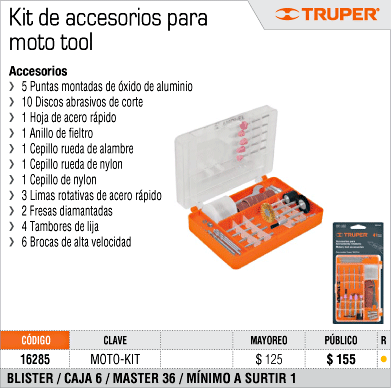 Kit de accesorios para
moto tool
TRUPER®
Accesorios
› 5 Puntas montadas de óxido de aluminio
› 10 Discos abrasivos de corte
› 1 Hoja de acero rápido
› 1 Anillo de fieltro
› 1 Cepillo rueda de alambre
› 1 Cepillo rueda de nylon
› 1 Cepillo de nylon
› 3 Limas rotativas de acero rápido
› 2 Fresas diamantadas
› 4 Tambores de lija
› 6 Brocas de alta velocidad
TRUPER
CÓDIGO CLAVE MAYOREO PÚBLICO R
16285 MOTO-KIT $ 125 $ 155
BLISTER / CAJA 6 / MASTER 36 / MÍNIMO A SURTIR 1